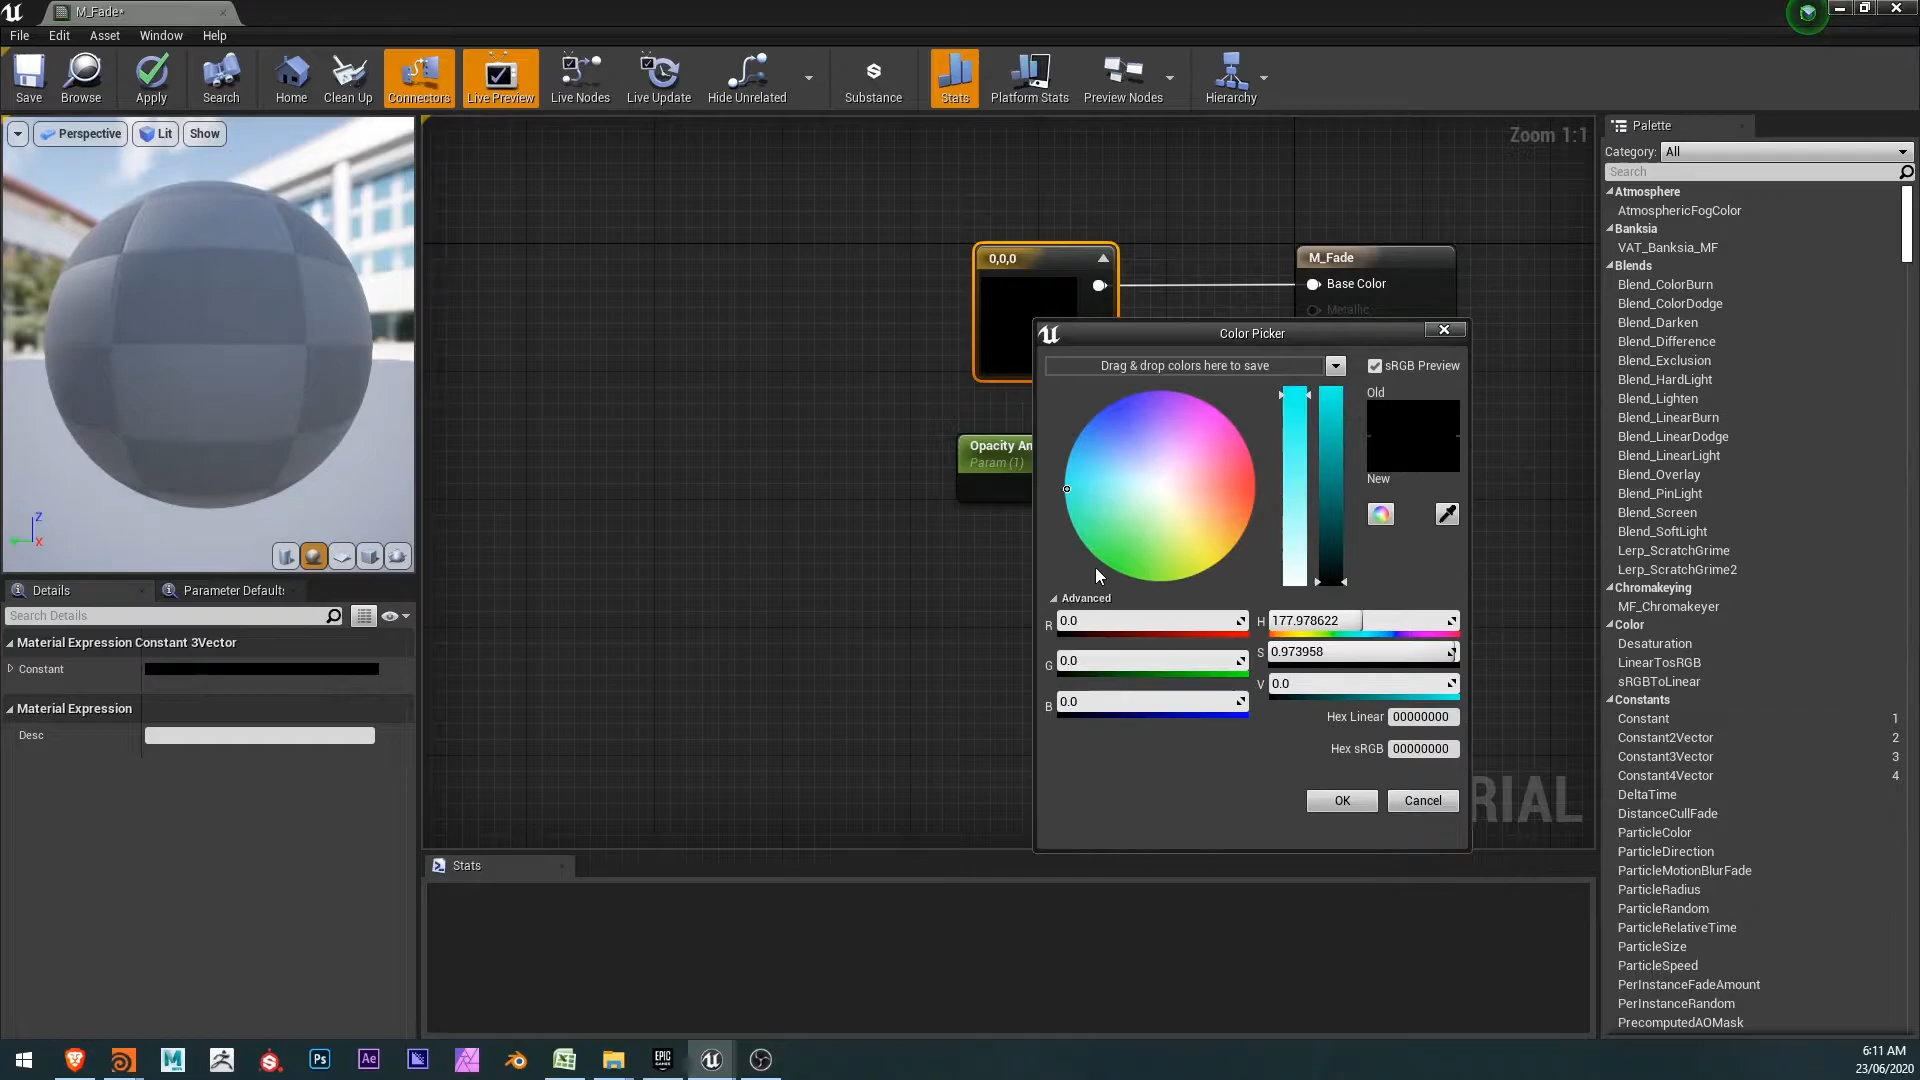 M_Fade*
File Edit Asset Window Help
Save Browse Apply Search Home Clean Up Connectors Live Preview Live Nodes Live Update Hide Unrelated Substance Stats Platform Stats Preview Nodes Hierarchy
Perspective Lit Show
Zoom 1:1
0,0,0
M_Fade
Base Color
Metallic
Opacity An
Param (1)
Color Picker
Drag & drop colors here to save
sRGB Preview
Old
New
Advanced
R 0.0
H 177.978622
S 0.973958
G 0.0
V 0.0
B 0.0
Hex Linear 00000000
Hex sRGB 00000000
OK Cancel
RIAL
Z
X
Details
Parameter Defaults
Search Details
Material Expression Constant 3Vector
Constant
Material Expression
Desc
Stats
Palette
Category: All
Search
Atmosphere
AtmosphericFogColor
Banksia
VAT_Banksia_MF
Blends
Blend_ColorBurn
Blend_ColorDodge
Blend_Darken
Blend_Difference
Blend_Exclusion
Blend_HardLight
Blend_Lighten
Blend_LinearBurn
Blend_LinearDodge
Blend_LinearLight
Blend_Overlay
Blend_PinLight
Blend_Screen
Blend_SoftLight
Lerp_ScratchGrime
Lerp_ScratchGrime2
Chromakeying
MF_Chromakeyer
Color
Desaturation
LinearTosRGB
sRGBToLinear
Constants
Constant 1
Constant2Vector 2
Constant3Vector 3
Constant4Vector 4
DeltaTime
DistanceCullFade
ParticleColor
ParticleDirection
ParticleMotionBlurFade
ParticleRadius
ParticleRandom
ParticleRelativeTime
ParticleSize
ParticleSpeed
PerInstanceFadeAmount
PerInstanceRandom
PrecomputedAOMask
Ps
Ae
EPIC
GAMES
6:11 AM
23/06/2020